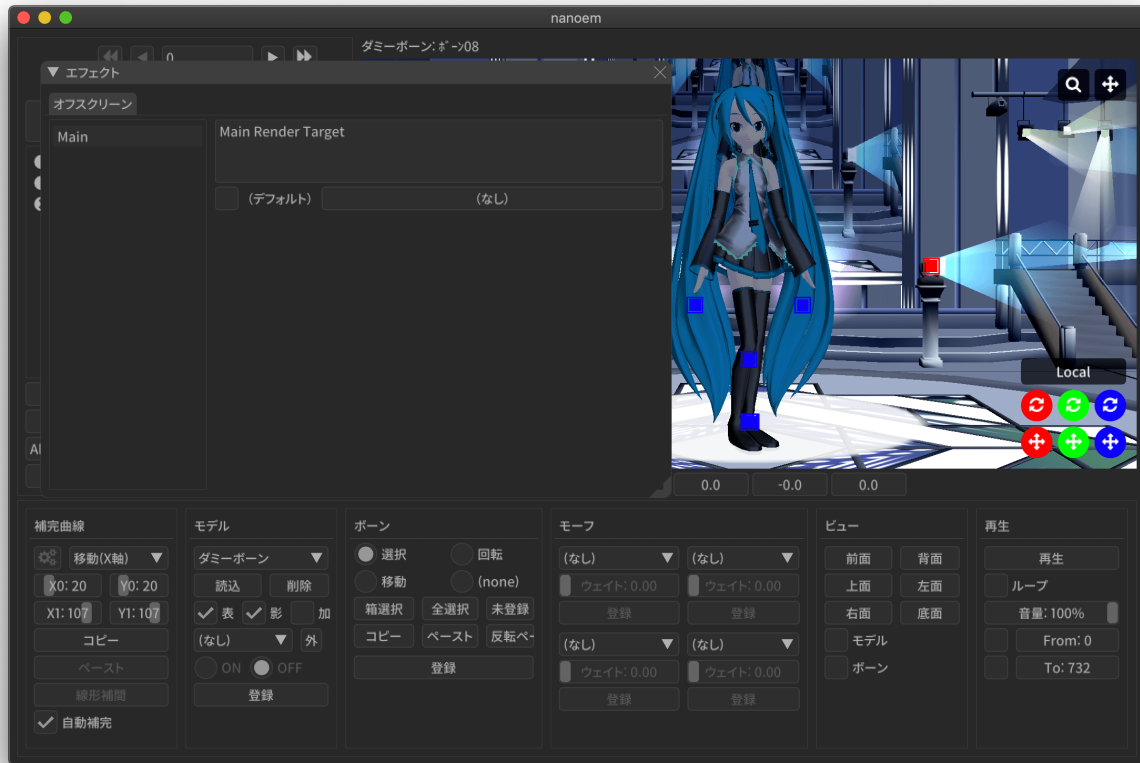 nanoem
0
ダミーボーン: ボーン08
エフェクト
オフスクリーン
Main
Main Render Target
(デフォルト)
(なし)
Local
Al
0.0
-0.0
0.0
補完曲線
移動(X軸)
X0: 20
Y0: 20
X1: 107
Y1: 107
コピー
ペースト
線形補間
自動補完
モデル
ダミーボーン
読込
削除
表
影
加
(なし)
外
ON
OFF
登録
ボーン
選択
回転
移動
(none)
箱選択
全選択
未登録
コピー
ペースト
反転ペー
登録
モーフ
(なし)
(なし)
ウェイト: 0.00
ウェイト: 0.00
登録
登録
(なし)
(なし)
ウェイト: 0.00
ウェイト: 0.00
登録
登録
ビュー
前面
背面
上面
左面
右面
底面
モデル
ボーン
再生
再生
ループ
音量: 100%
From: 0
To: 732